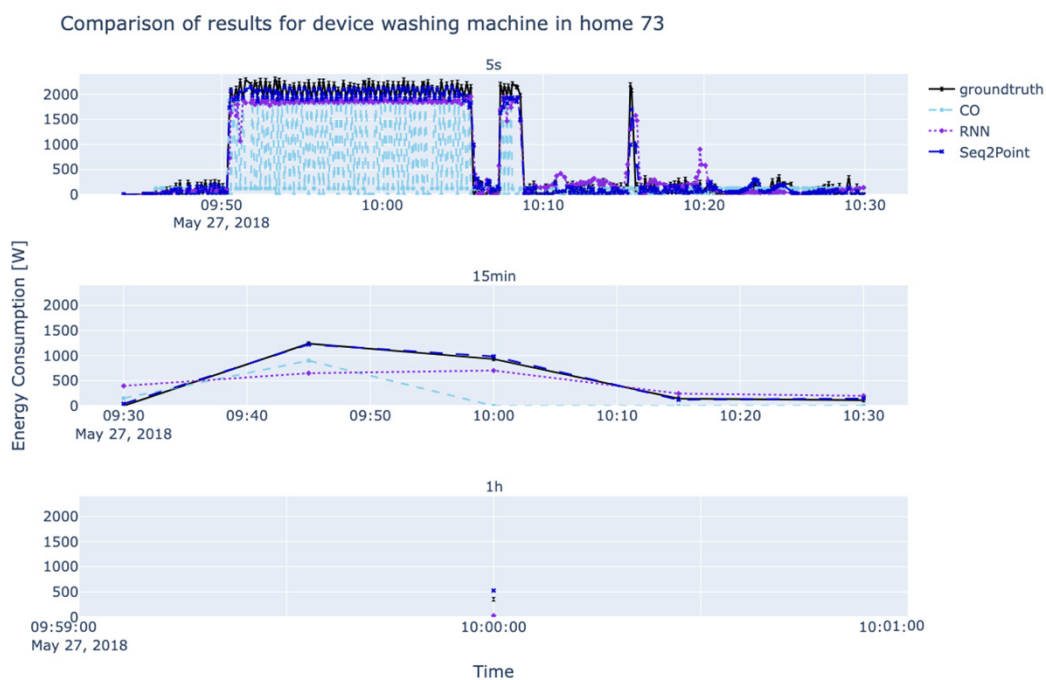 Comparison of results for device washing machine in home 73
5s
2000
1500
1000
500
0
09:50
10:00
10:10
10:20
10:30
May 27, 2018
groundtruth
CO
RNN
Seq2Point
Energy Consumption [W]
15min
2000
1500
1000
500
0
09:30
09:40
09:50
10:00
10:10
10:20
10:30
May 27, 2018
1h
2000
1500
1000
500
0
09:59:00
10:00:00
10:01:00
May 27, 2018
Time